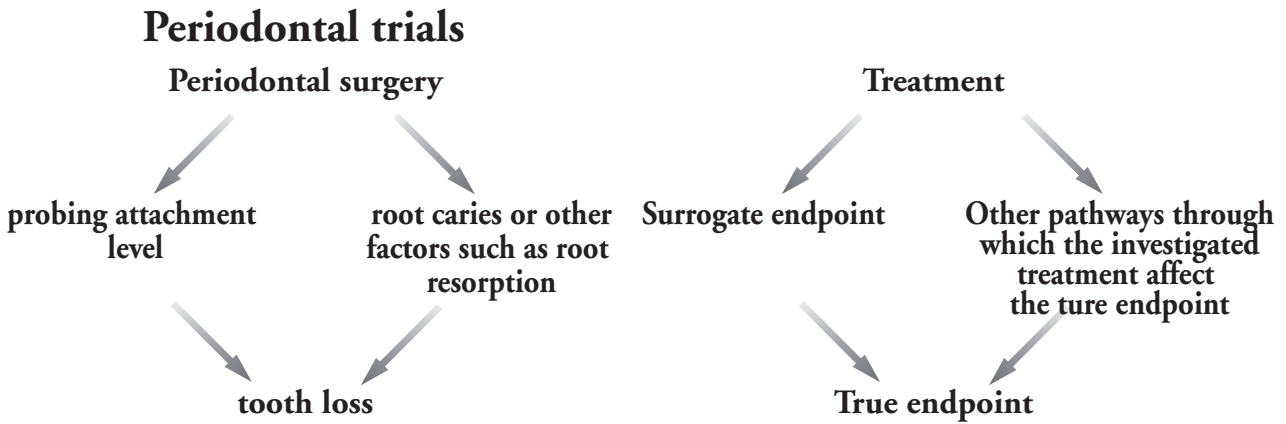 Periodontal trials
Periodontal surgery
probing attachment
level
root caries or other
factors such as root
resorption
tooth loss
Treatment
Surrogate endpoint
Other pathways through
which the investigated
treatment affect
the ture endpoint
True endpoint